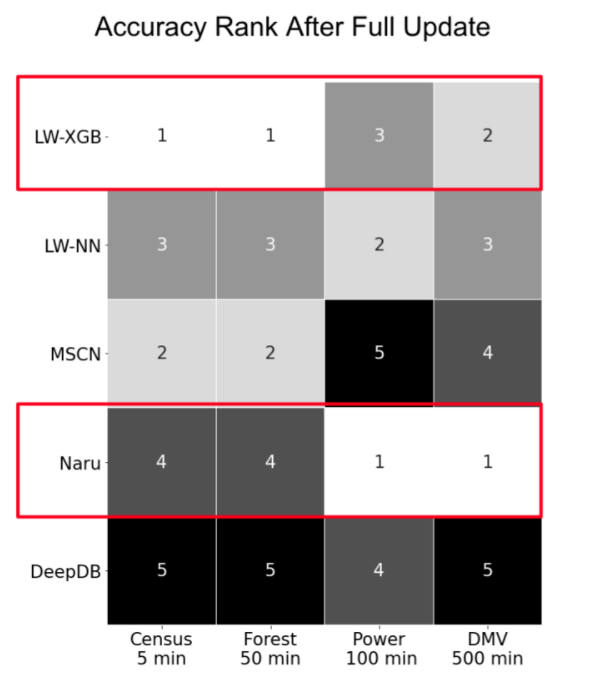 Accuracy Rank After Full Update
LW-XGB 1 1 3 2
LW-NN 3 3 2 3
MSCN 2 2 5 4
Naru 4 4 1 1
DeepDB 5 5 4 5
Census Forest Power DMV
5 min 50 min 100 min 500 min